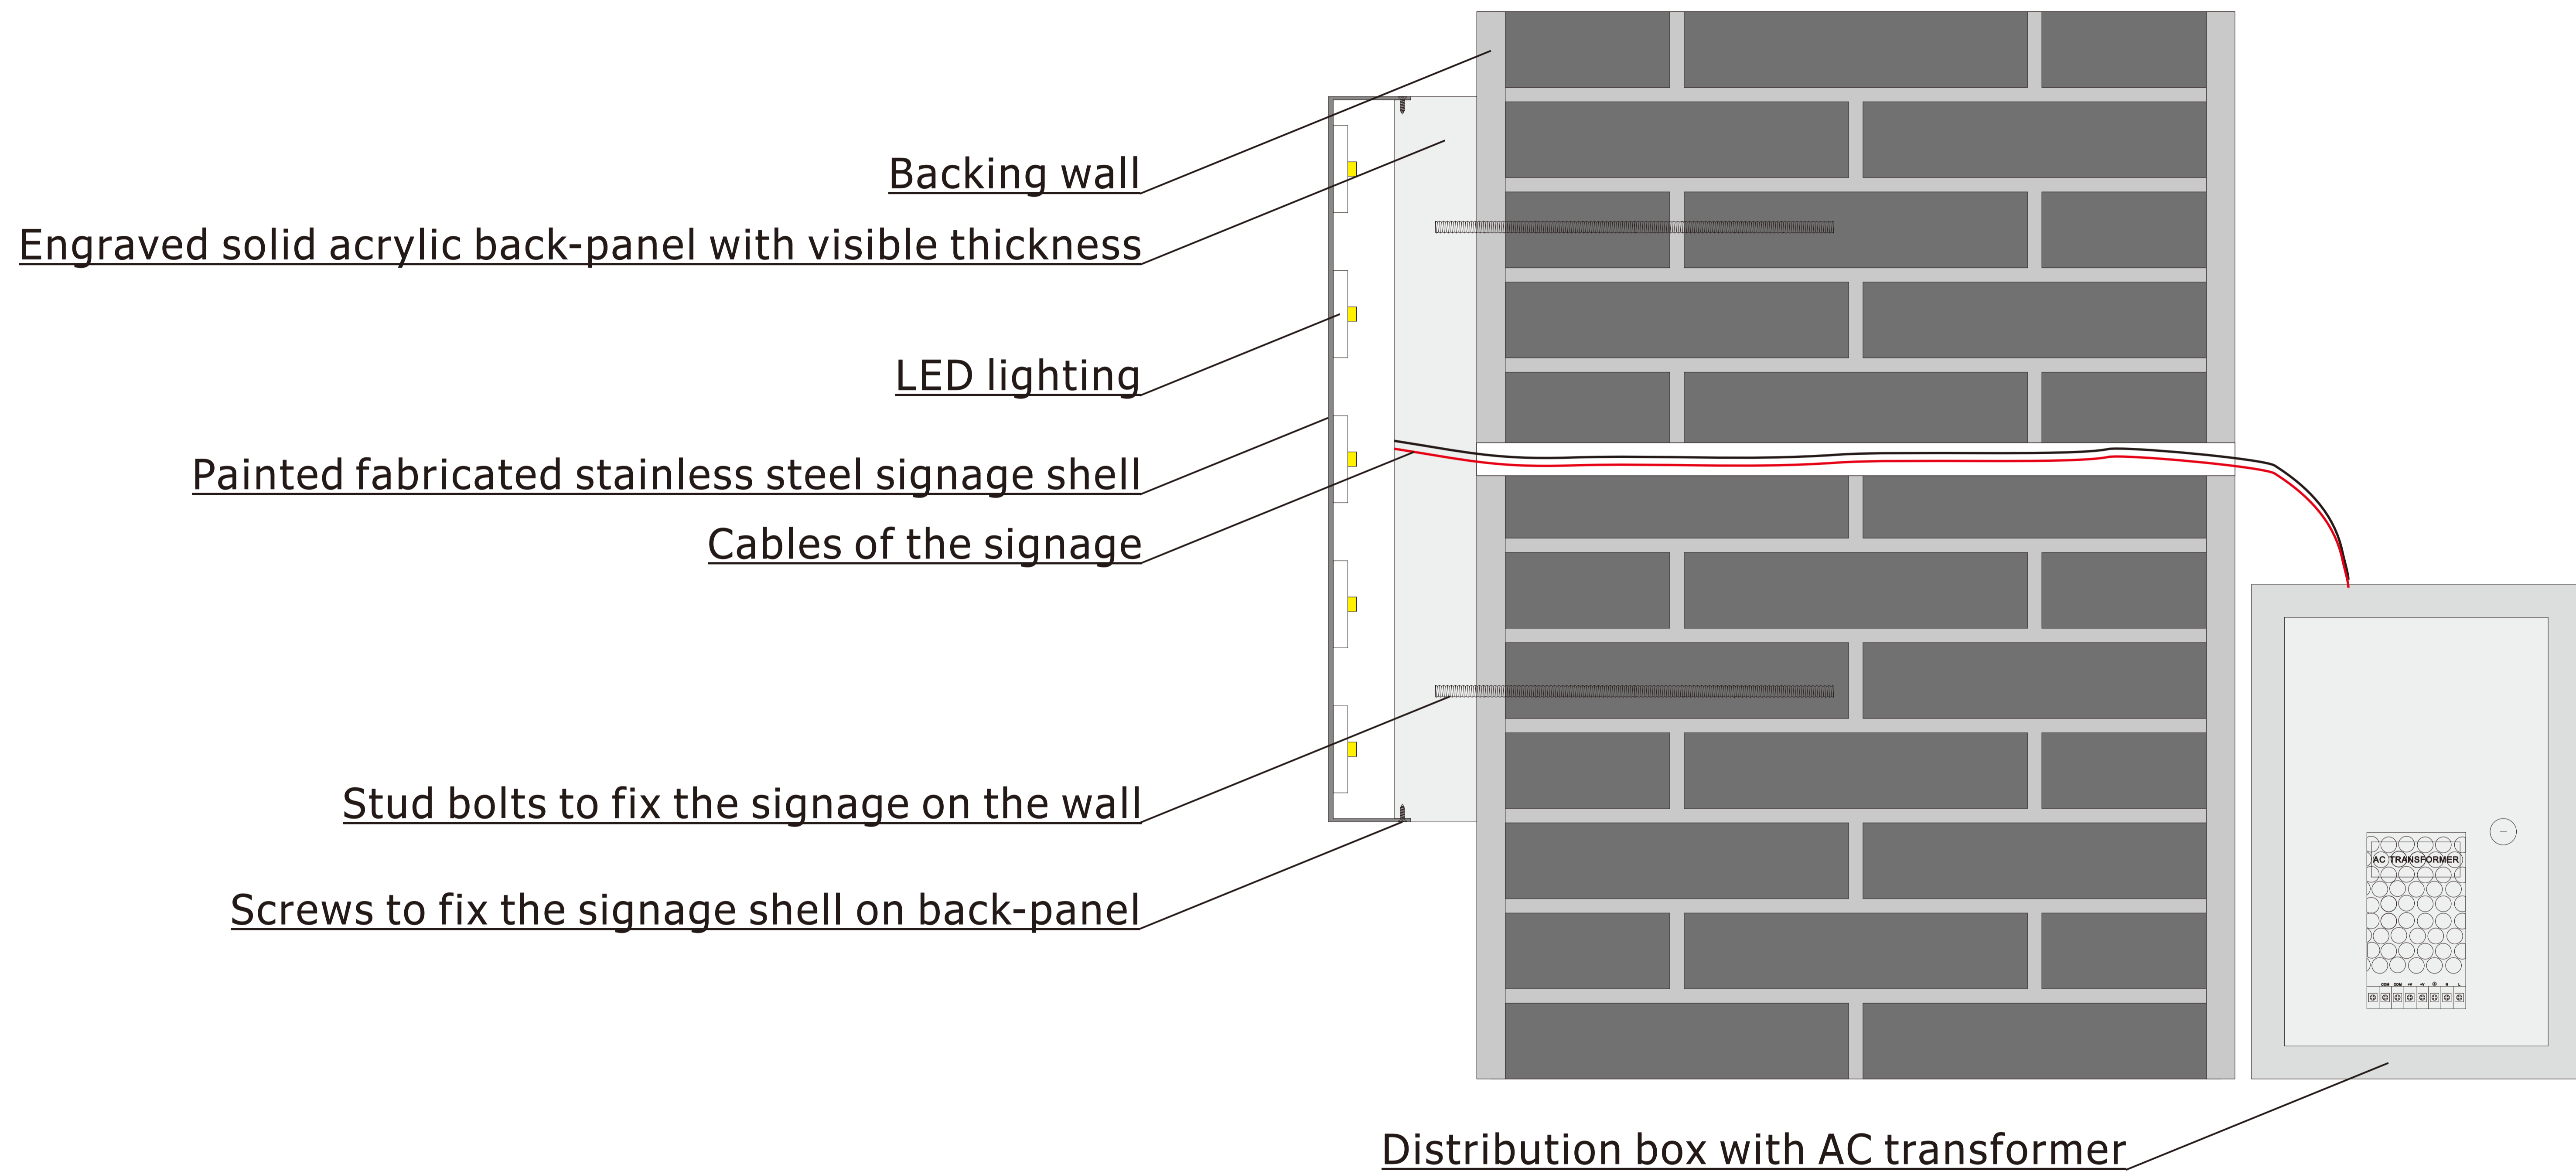 Backing wall
Engraved solid acrylic back-panel with visible thickness
LED lighting
Painted fabricated stainless steel signage shell
Cables of the signage
Stud bolts to fix the signage on the wall
Screws to fix the signage shell on back-panel
AC TRANSFORMER
COM COM +V +V ⏚ N L
Distribution box with AC transformer